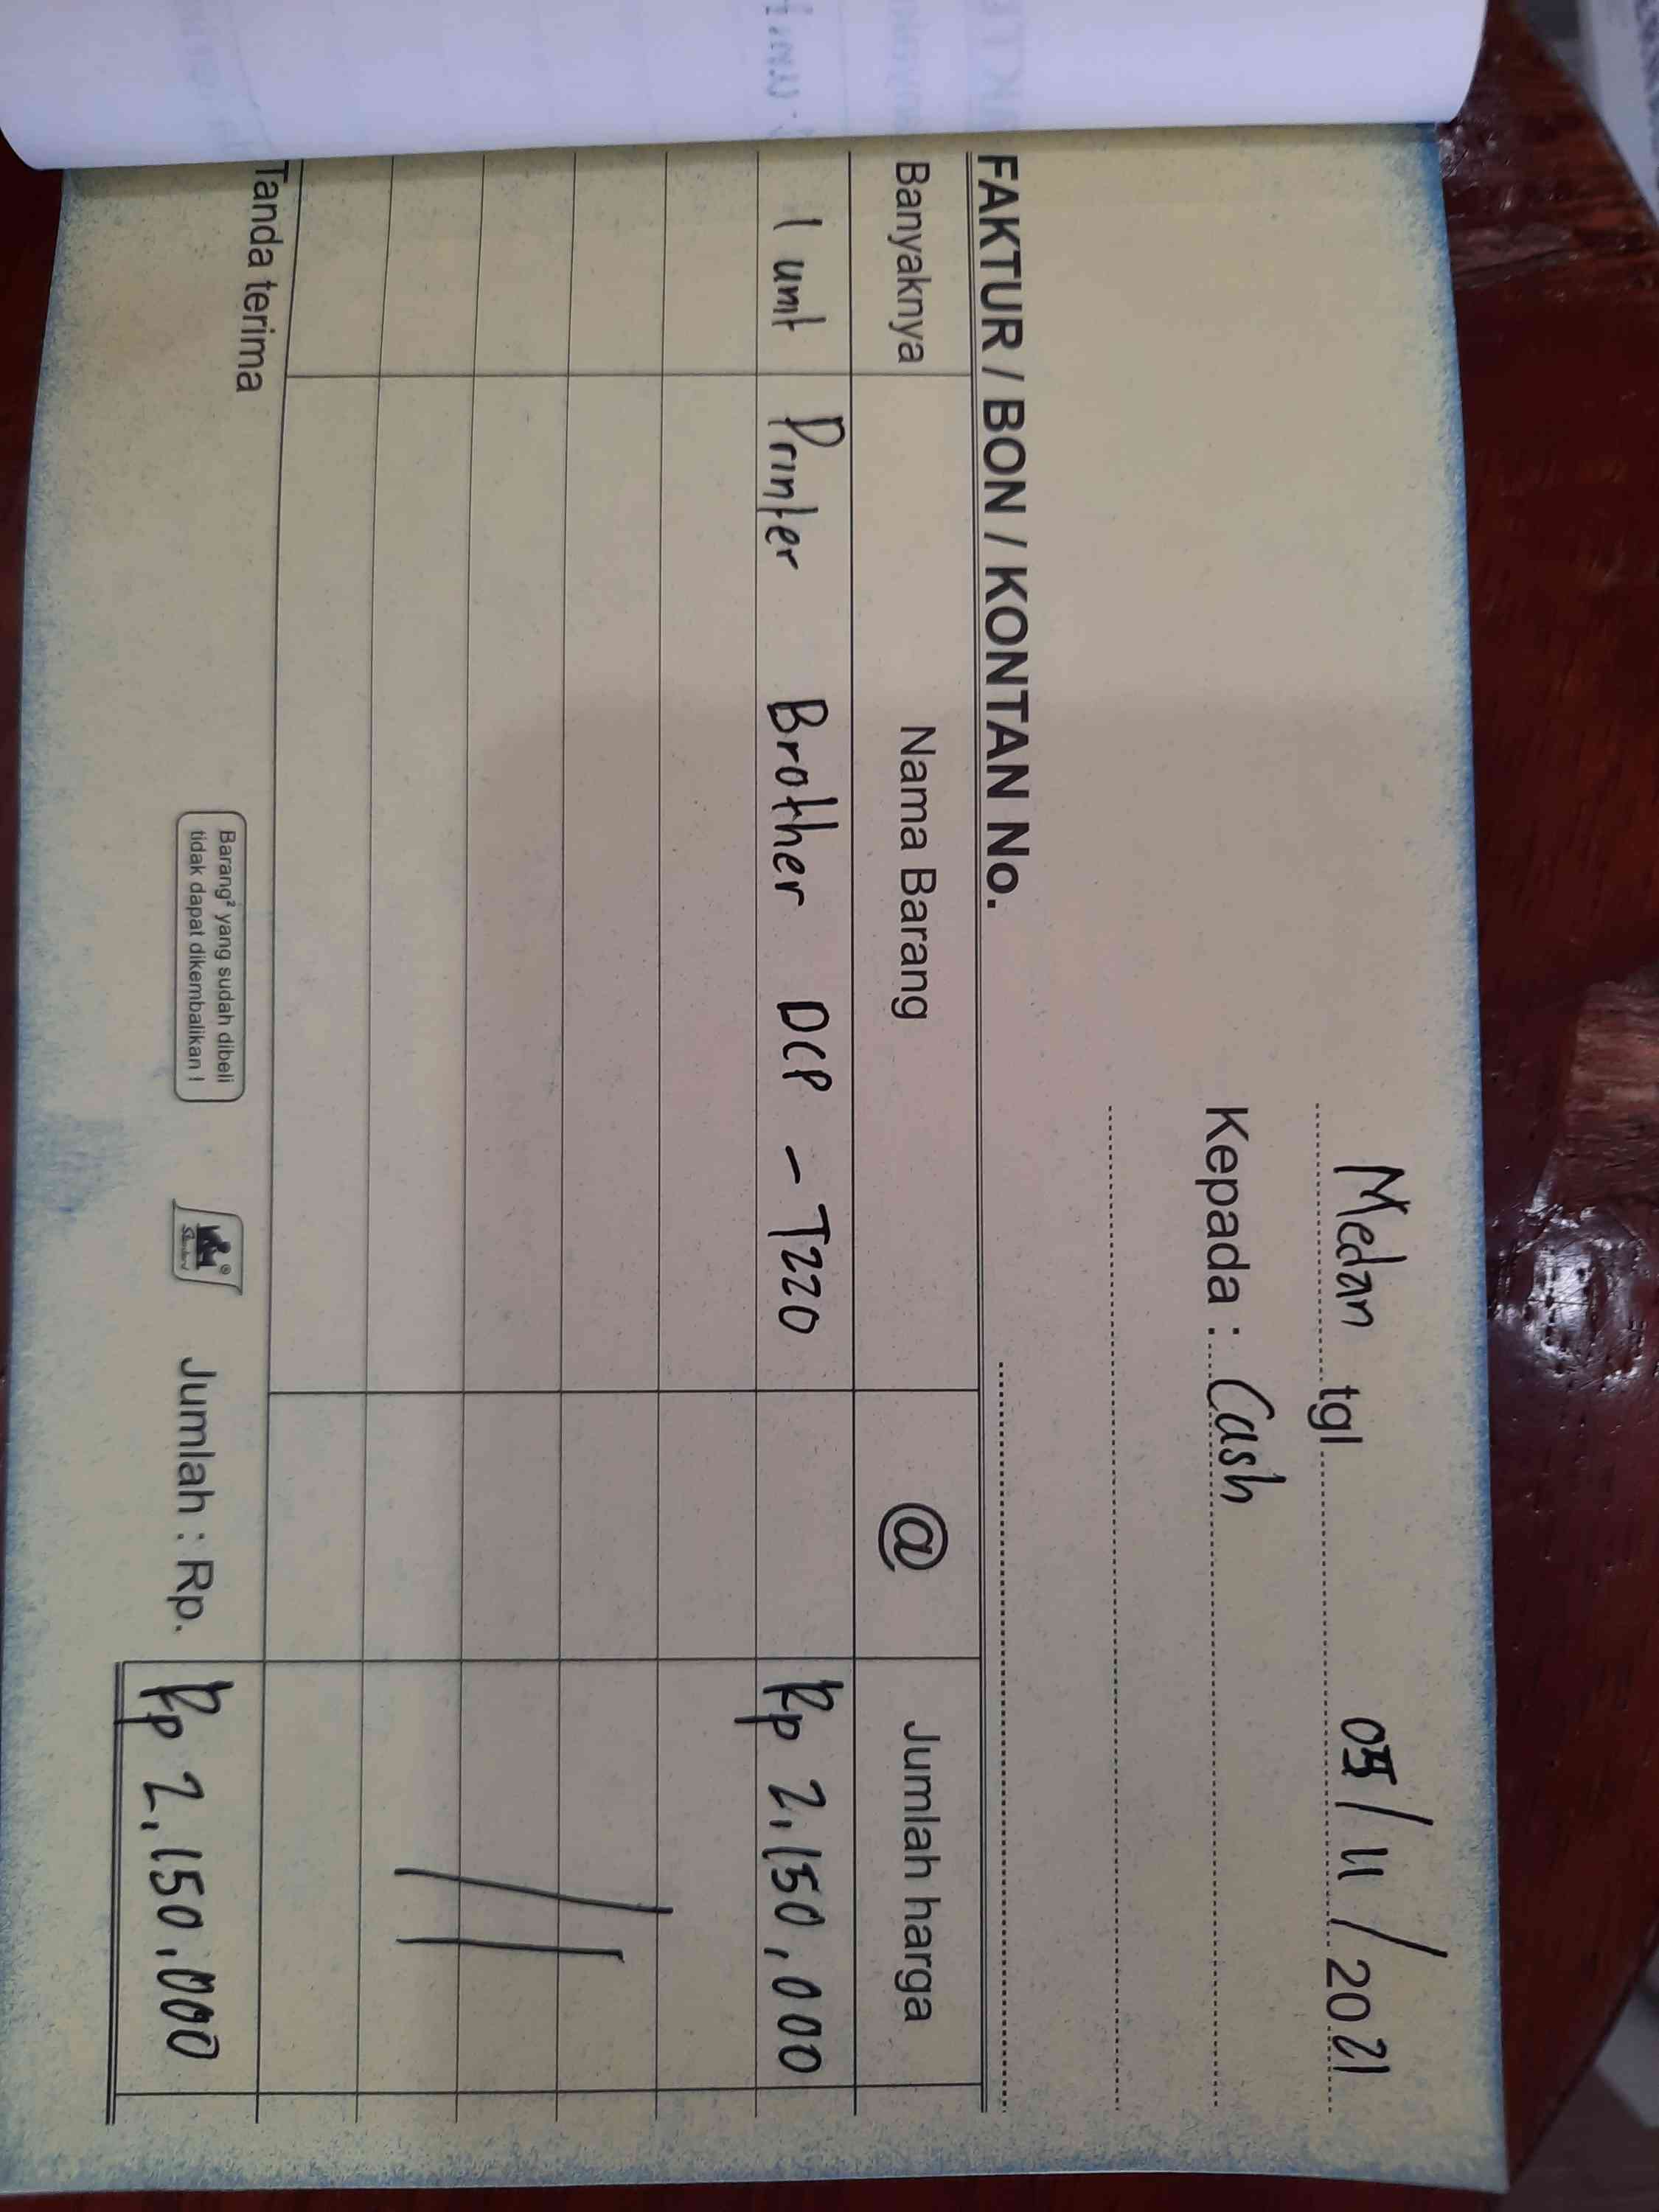 Medan tgl 05/11/2021
Kepada : Cash
FAKTUR / BON / KONTAN No.
Banyaknya Nama Barang @ Jumlah harga
1 unit Printer Brother DCP - T220 Rp 2.150.000
Tanda terima
Barang² yang sudah dibeli
tidak dapat dikembalikan !
Jumlah : Rp. Rp 2.150.000